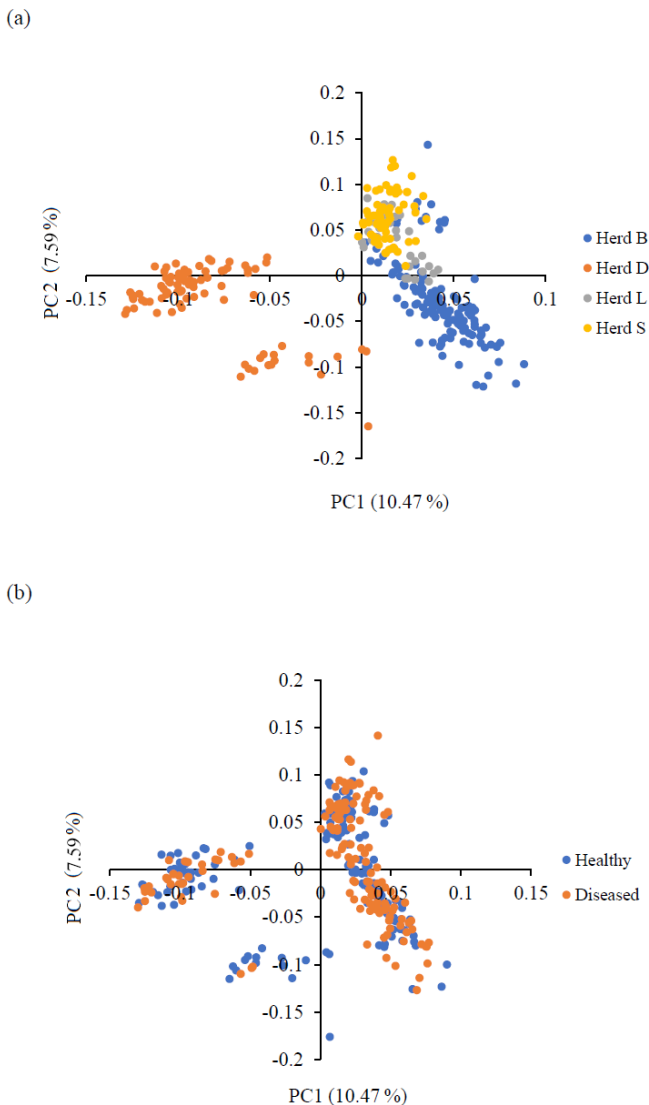 (a)
0.2
0.15
0.1
0.05
0
-0.05
-0.1
-0.15
-0.2
-0.15
-0.1
-0.05
0
0.05
0.1
PC2 (7.59%)
PC1 (10.47 %)
Herd B
Herd D
Herd L
Herd S
(b)
0.2
0.15
0.1
0.05
0
-0.05
-0.1
-0.15
-0.2
-0.15
-0.1
-0.05
0
0.05
0.1
0.15
PC2 (7.59%)
PC1 (10.47 %)
Healthy
Diseased